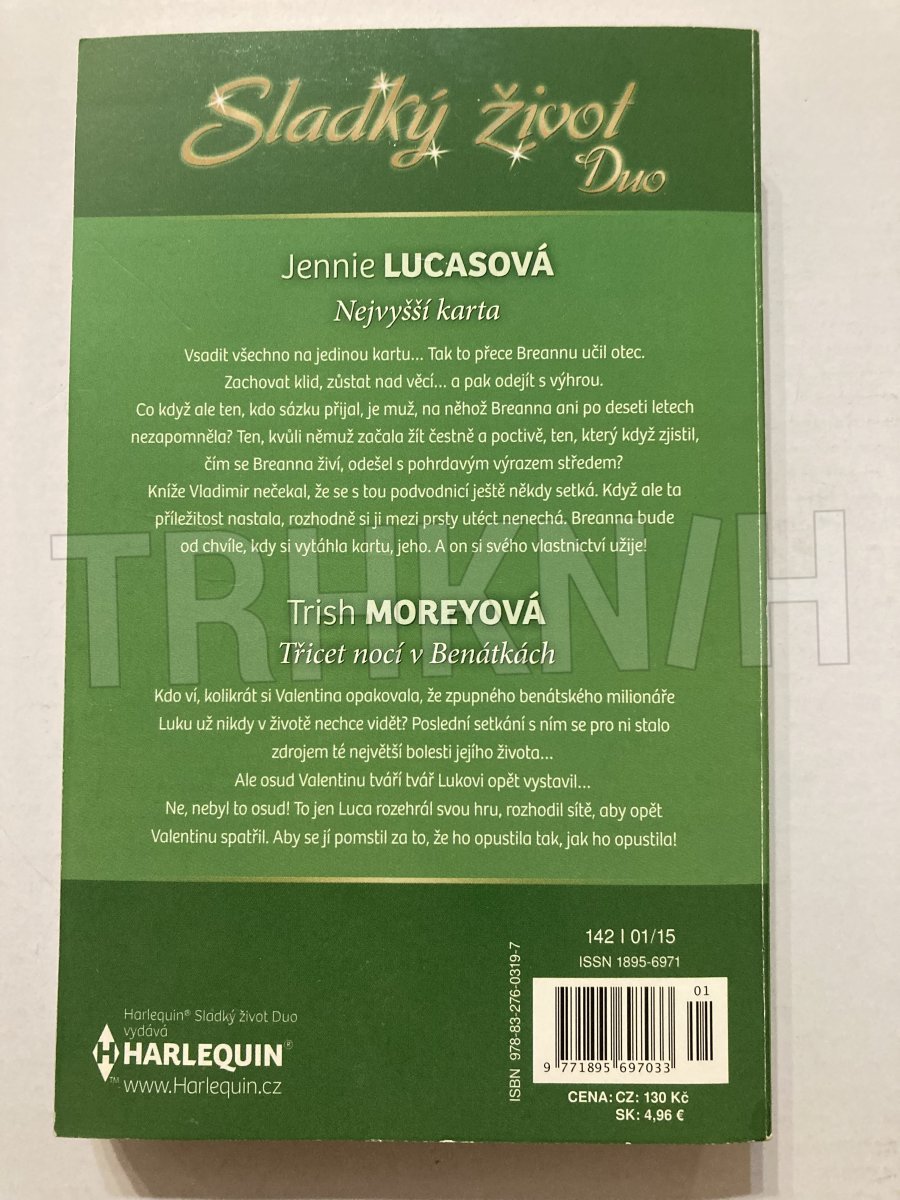 Sladký život
Duo
Jennie LUCASOVÁ
Nejvyšší karta
Vsadit všechno na jedinou kartu... Tak to přece Breannu učil otec.
Zachovat klid, zůstat nad věcí... a pak odejít s výhrou.
Co když ale ten, kdo sázku přijal, je muž, na něhož Breanna ani po deseti letech
nezapomněla? Ten, kvůli němuž začala žít čestně a poctivě, ten, který když zjistil,
čím se Breanna živí, odešel s pohrdavým výrazem středem?
Kníže Vladimir nečekal, že se s tou podvodnicí ještě někdy setká. Když ale ta
příležitost nastala, rozhodně si ji mezi prsty utéct nenechá. Breanna bude
od chvíle, kdy si vytáhla kartu, jeho. A on si svého vlastnictví užije!
TRHKNIH
Trish MOREYOVÁ
Třicet nocí v Benátkách
Kdo ví, kolikrát si Valentina opakovala, že zpupného benátského milionáře
Luku už nikdy v životě nechce vidět? Poslední setkání s ním se pro ni stalo
zdrojem té největší bolesti jejího života...
Ale osud Valentinu tváří tvář Lukovi opět vystavil...
Ne, nebyl to osud! To jen Luca rozehrál svou hru, rozhodil sítě, aby opět
Valentinu spatřil. Aby se jí pomstil za to, že ho opustila tak, jak ho opustila!
142 | 01/15
ISSN 1895-6971
ISBN 978-83-276-0319-7
01
9 771895 697033
CENA: CZ: 130 Kč
SK: 4,96 €
Harlequin® Sladký život Duo
vydává
H HARLEQUIN®
™ www.Harlequin.cz